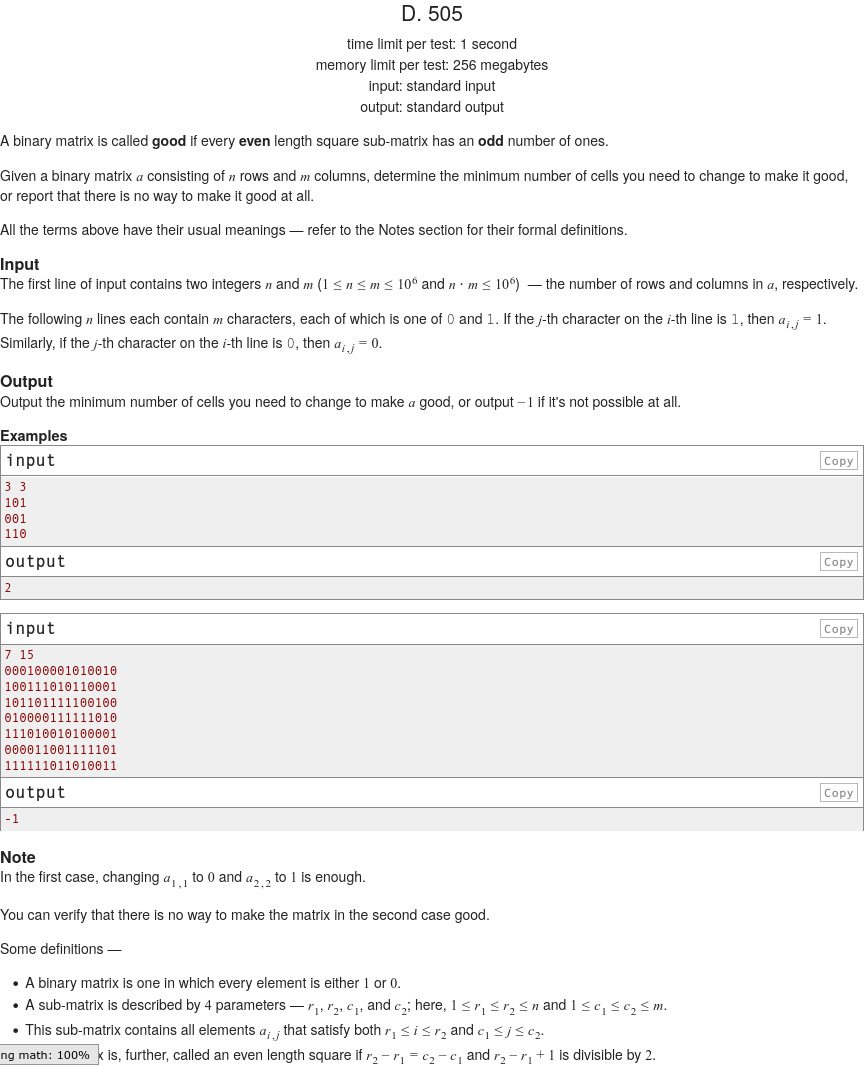 D. 505
time limit per test: 1 second
memory limit per test: 256 megabytes
input: standard input
output: standard output
A binary matrix is called good if every even length square sub-matrix has an odd number of ones.
Given a binary matrix a consisting of n rows and m columns, determine the minimum number of cells you need to change to make it good,
or report that there is no way to make it good at all.
All the terms above have their usual meanings — refer to the Notes section for their formal definitions.
Input
The first line of input contains two integers n and m (1 ≤ n ≤ m ≤ 10^6 and n · m ≤ 10^6) — the number of rows and columns in a, respectively.
The following n lines each contain m characters, each of which is one of 0 and 1. If the j-th character on the i-th line is 1, then a_{i,j} = 1.
Similarly, if the j-th character on the i-th line is 0, then a_{i,j} = 0.
Output
Output the minimum number of cells you need to change to make a good, or output −1 if it's not possible at all.
Examples
input
Copy
3 3
101
001
110
output
Copy
2
input
Copy
7 15
000100001010010
100111010110001
101101111100100
010000111111010
111010010100001
000011001111101
111111011010011
output
Copy
-1
Note
In the first case, changing a_{1,1} to 0 and a_{2,2} to 1 is enough.
You can verify that there is no way to make the matrix in the second case good.
Some definitions —
• A binary matrix is one in which every element is either 1 or 0.
• A sub-matrix is described by 4 parameters — r_1, r_2, c_1, and c_2; here, 1 ≤ r_1 ≤ r_2 ≤ n and 1 ≤ c_1 ≤ c_2 ≤ m.
• This sub-matrix contains all elements a_{i,j} that satisfy both r_1 ≤ i ≤ r_2 and c_1 ≤ j ≤ c_2.
ng math: 100% x is, further, called an even length square if r_2 − r_1 = c_2 − c_1 and r_2 − r_1 + 1 is divisible by 2.